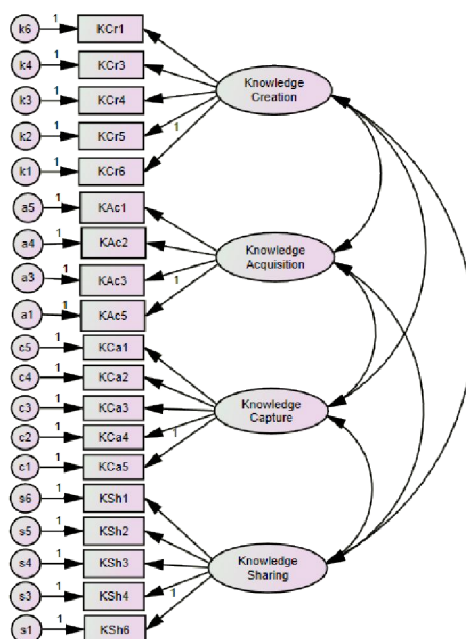 k6 1 KCr1
k4 1 KCr3
k3 1 KCr4
k2 1 KCr5
k1 1 KCr6
1
Knowledge
Creation
a5 1 KAc1
a4 1 KAc2
a3 1 KAc3
a1 1 KAc5
1
Knowledge
Acquisition
c5 1 KCa1
c4 1 KCa2
c3 1 KCa3
c2 1 KCa4
c1 1 KCa5
1
Knowledge
Capture
s6 1 KSh1
s5 1 KSh2
s4 1 KSh3
s3 1 KSh4
s1 1 KSh6
1
Knowledge
Sharing